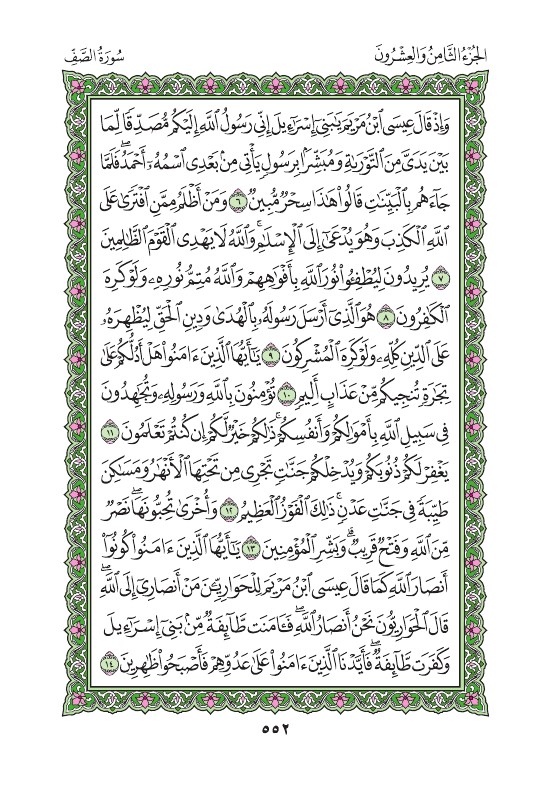 الجُزْءُ الثَّامِنُ وَالعِشْرُونَ
سُورَةُ الصَّفِّ
وَإِذْ قَالَ عِيسَى ٱبْنُ مَرْيَمَ يَٰبَنِىٓ إِسْرَٰٓءِيلَ إِنِّى رَسُولُ ٱللَّهِ إِلَيْكُم مُّصَدِّقًا لِّمَا
بَيْنَ يَدَىَّ مِنَ ٱلتَّوْرَىٰةِ وَمُبَشِّرًۢا بِرَسُولٍ يَأْتِى مِنۢ بَعْدِى ٱسْمُهُۥٓ أَحْمَدُ ۖ فَلَمَّا
جَآءَهُم بِٱلْبَيِّنَٰتِ قَالُوا۟ هَٰذَا سِحْرٌ مُّبِينٌ ٦ وَمَنْ أَظْلَمُ مِمَّنِ ٱفْتَرَىٰ عَلَى
ٱللَّهِ ٱلْكَذِبَ وَهُوَ يُدْعَىٰٓ إِلَى ٱلْإِسْلَٰمِ ۚ وَٱللَّهُ لَا يَهْدِى ٱلْقَوْمَ ٱلظَّٰلِمِينَ
٧ يُرِيدُونَ لِيُطْفِـُٔوا۟ نُورَ ٱللَّهِ بِأَفْوَٰهِهِمْ وَٱللَّهُ مُتِمُّ نُورِهِۦ وَلَوْ كَرِهَ
ٱلْكَٰفِرُونَ ٨ هُوَ ٱلَّذِىٓ أَرْسَلَ رَسُولَهُۥ بِٱلْهُدَىٰ وَدِينِ ٱلْحَقِّ لِيُظْهِرَهُۥ
عَلَى ٱلدِّينِ كُلِّهِۦ وَلَوْ كَرِهَ ٱلْمُشْرِكُونَ ٩ يَٰٓأَيُّهَا ٱلَّذِينَ ءَامَنُوا۟ هَلْ أَدُلُّكُمْ عَلَىٰ
تِجَٰرَةٍ تُنجِيكُم مِّنْ عَذَابٍ أَلِيمٍ ١٠ تُؤْمِنُونَ بِٱللَّهِ وَرَسُولِهِۦ وَتُجَٰهِدُونَ
فِى سَبِيلِ ٱللَّهِ بِأَمْوَٰلِكُمْ وَأَنفُسِكُمْ ۚ ذَٰلِكُمْ خَيْرٌ لَّكُمْ إِن كُنتُمْ تَعْلَمُونَ ١١
يَغْفِرْ لَكُمْ ذُنُوبَكُمْ وَيُدْخِلْكُمْ جَنَّٰتٍ تَجْرِى مِن تَحْتِهَا ٱلْأَنْهَٰرُ وَمَسَٰكِنَ
طَيِّبَةً فِى جَنَّٰتِ عَدْنٍ ۚ ذَٰلِكَ ٱلْفَوْزُ ٱلْعَظِيمُ ١٢ وَأُخْرَىٰ تُحِبُّونَهَا ۖ نَصْرٌ
مِّنَ ٱللَّهِ وَفَتْحٌ قَرِيبٌ ۗ وَبَشِّرِ ٱلْمُؤْمِنِينَ ١٣ يَٰٓأَيُّهَا ٱلَّذِينَ ءَامَنُوا۟ كُونُوٓا۟
أَنصَارَ ٱللَّهِ كَمَا قَالَ عِيسَى ٱبْنُ مَرْيَمَ لِلْحَوَارِيِّـۧنَ مَنْ أَنصَارِىٓ إِلَى ٱللَّهِ ۖ
قَالَ ٱلْحَوَارِيُّونَ نَحْنُ أَنصَارُ ٱللَّهِ ۖ فَـَٔامَنَت طَّآئِفَةٌ مِّنۢ بَنِىٓ إِسْرَٰٓءِيلَ
وَكَفَرَت طَّآئِفَةٌ ۖ فَأَيَّدْنَا ٱلَّذِينَ ءَامَنُوا۟ عَلَىٰ عَدُوِّهِمْ فَأَصْبَحُوا۟ ظَٰهِرِينَ ١٤
٥٥٢